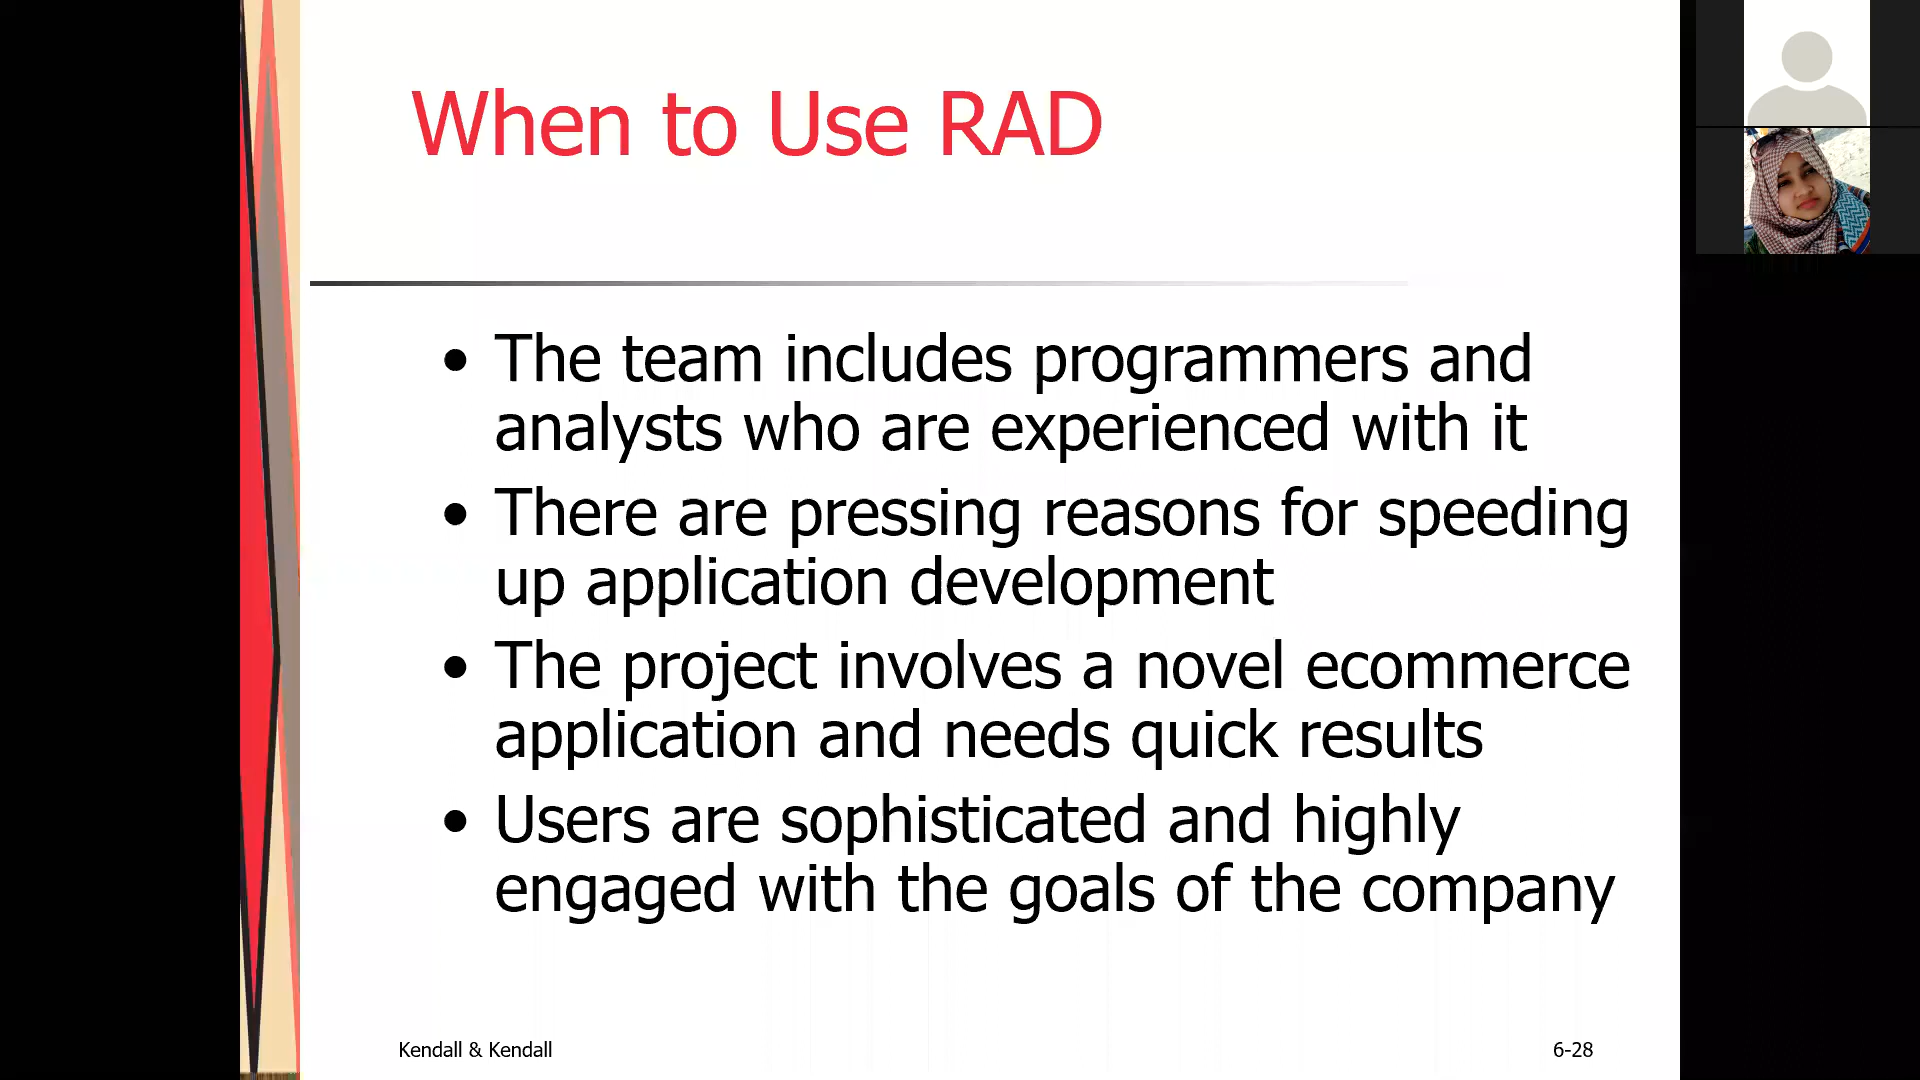 When to Use RAD
• The team includes programmers and
analysts who are experienced with it
• There are pressing reasons for speeding
up application development
• The project involves a novel ecommerce
application and needs quick results
• Users are sophisticated and highly
engaged with the goals of the company
Kendall & Kendall
6-28